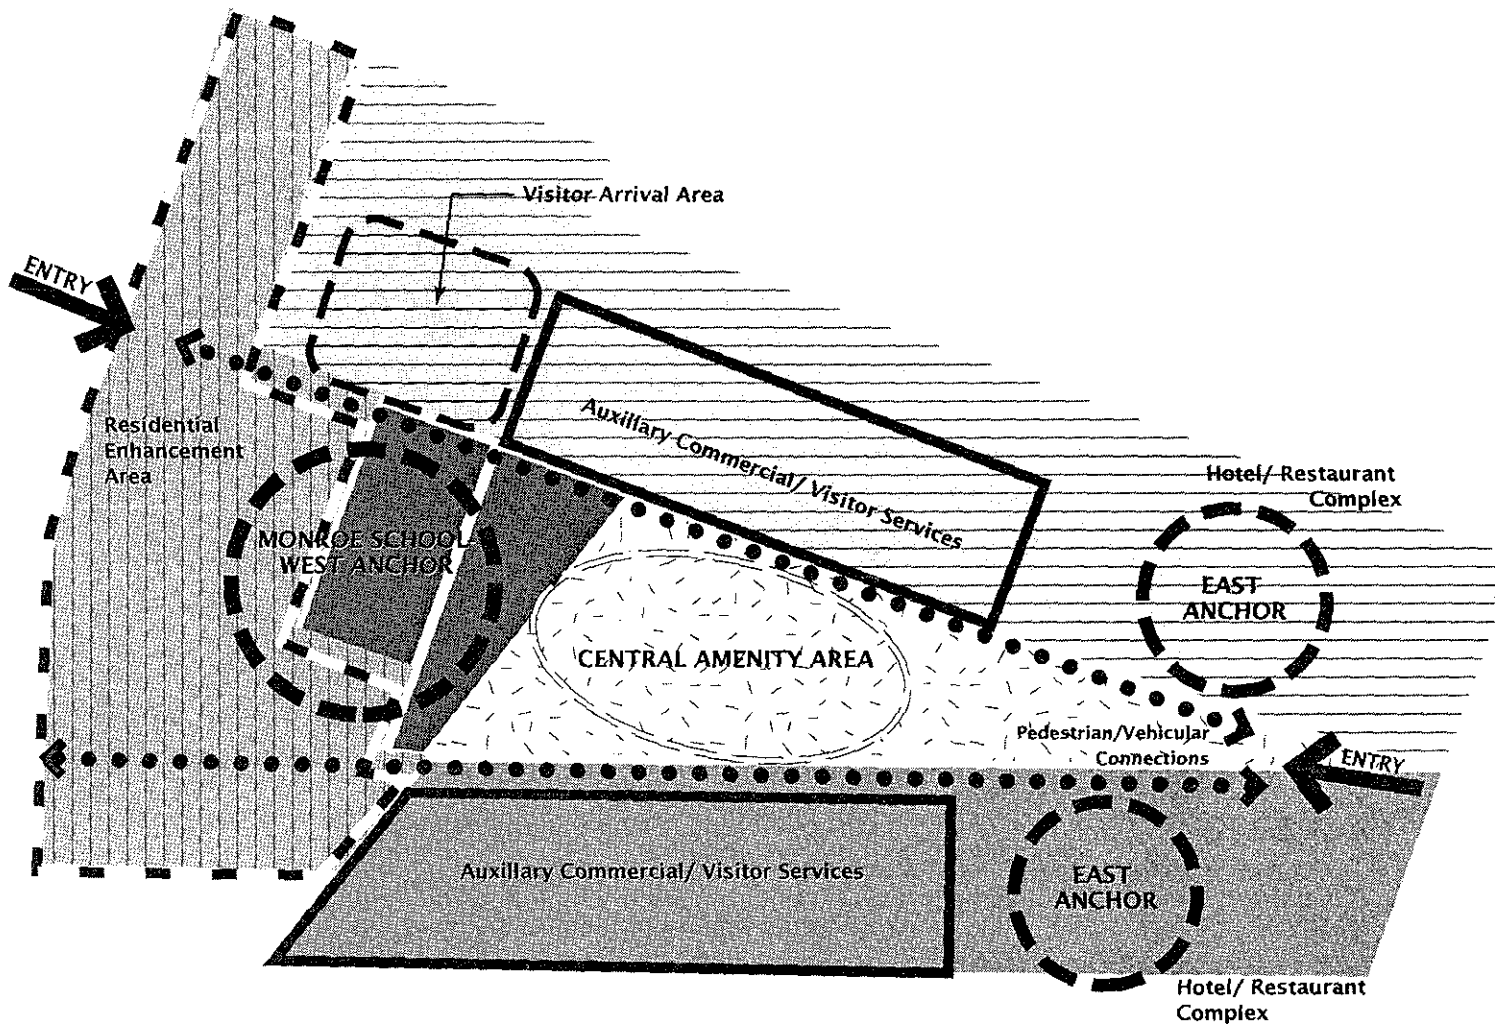 Visitor Arrival Area
ENTRY
Residential
Enhancement
Area
Auxillary Commercial/ Visitor Services
Hotel/ Restaurant
Complex
MONROE SCHOOL-
WEST ANCHOR
EAST
ANCHOR
CENTRAL AMENITY AREA
Pedestrian/Vehicular
Connections
ENTRY
Auxillary Commercial/ Visitor Services
EAST
ANCHOR
Hotel/ Restaurant
Complex